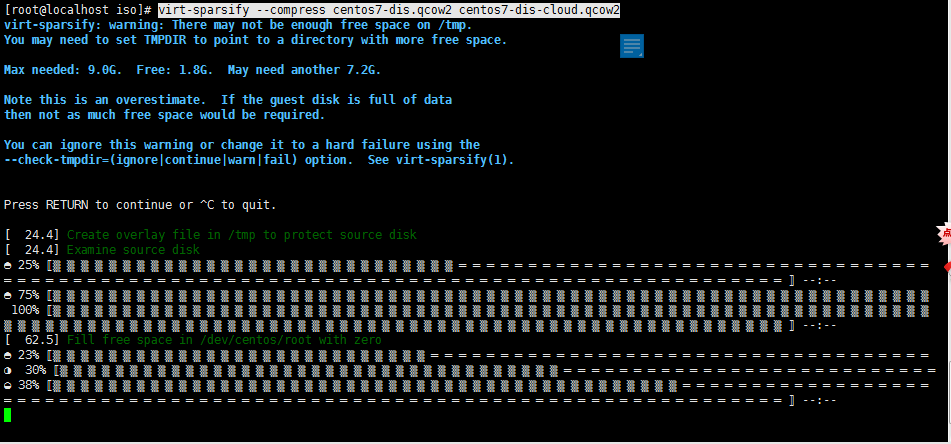 [root@localhost iso]# virt-sparsify --compress centos7-dis.qcow2 centos7-dis-cloud.qcow2
virt-sparsify: warning: There may not be enough free space on /tmp.
You may need to set TMPDIR to point to a directory with more free space.
Max needed: 9.0G.  Free: 1.8G.  May need another 7.2G.
Note this is an overestimate.  If the guest disk is full of data
then not as much free space would be required.
You can ignore this warning or change it to a hard failure using the
--check-tmpdir=(ignore|continue|warn|fail) option.  See virt-sparsify(1).
Press RETURN to continue or ^C to quit.
[  24.4] Create overlay file in /tmp to protect source disk
[  24.4] Examine source disk
25%
--:--
75%
100%
--:--
[  62.5] Fill free space in /dev/centos/root with zero
23%
30%
38%
--:--
点